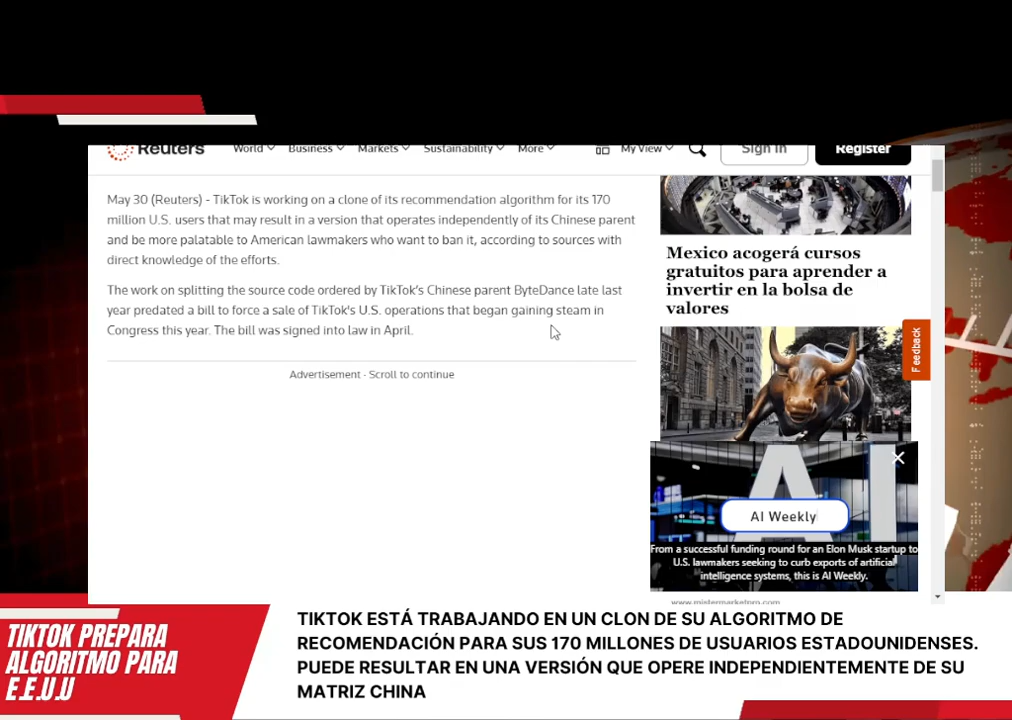 Reuters
World Business Markets Sustainability More My View Sign In Register
May 30 (Reuters) - TikTok is working on a clone of its recommendation algorithm for its 170
million U.S. users that may result in a version that operates independently of its Chinese parent
and be more palatable to American lawmakers who want to ban it, according to sources with
direct knowledge of the efforts.
The work on splitting the source code ordered by TikTok's Chinese parent ByteDance late last
year predated a bill to force a sale of TikTok's U.S. operations that began gaining steam in
Congress this year. The bill was signed into law in April.
Advertisement · Scroll to continue
Mexico acogerá cursos
gratuitos para aprender a
invertir en la bolsa de
valores
Feedback
AI
AI Weekly
From a successful funding round for an Elon Musk startup to
U.S. lawmakers seeking to curb exports of artificial
intelligence systems, this is AI Weekly.
www.mistermarketpro.com
TIKTOK PREPARA
ALGORITMO PARA
E.E.U.U
TIKTOK ESTÁ TRABAJANDO EN UN CLON DE SU ALGORITMO DE
RECOMENDACIÓN PARA SUS 170 MILLONES DE USUARIOS ESTADOUNIDENSES.
PUEDE RESULTAR EN UNA VERSIÓN QUE OPERE INDEPENDIENTEMENTE DE SU
MATRIZ CHINA